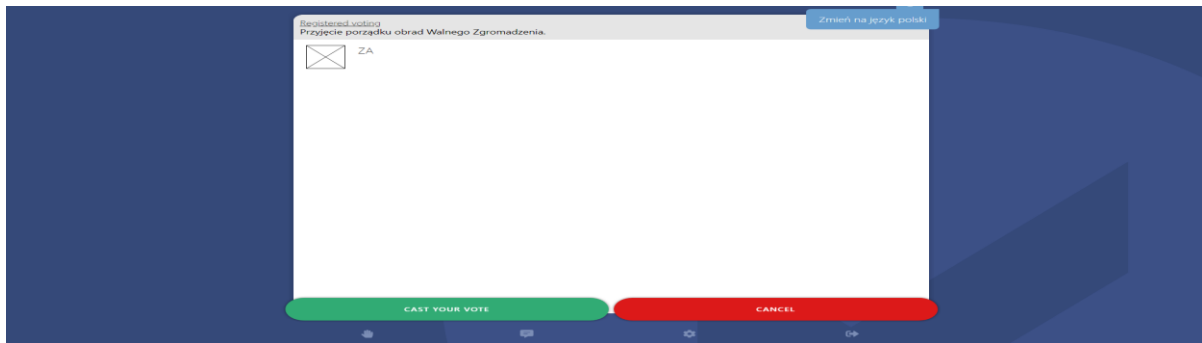 Zmień na język polski
Registered voting
Przyjęcie porządku obrad Walnego Zgromadzenia.
ZA
CAST YOUR VOTE
CANCEL